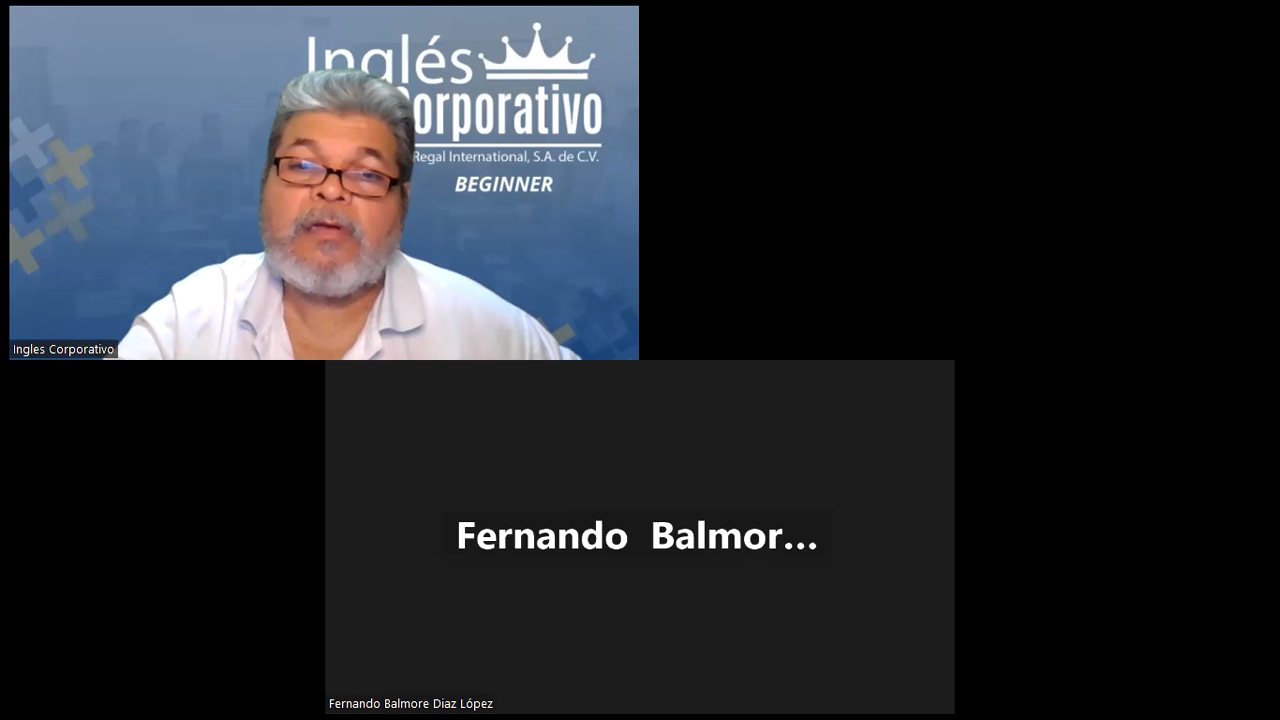 Inglés
Corporativo
Regal International, S.A. de C.V.
BEGINNER
Ingles Corporativo
Fernando Balmor...
Fernando Balmore Diaz López